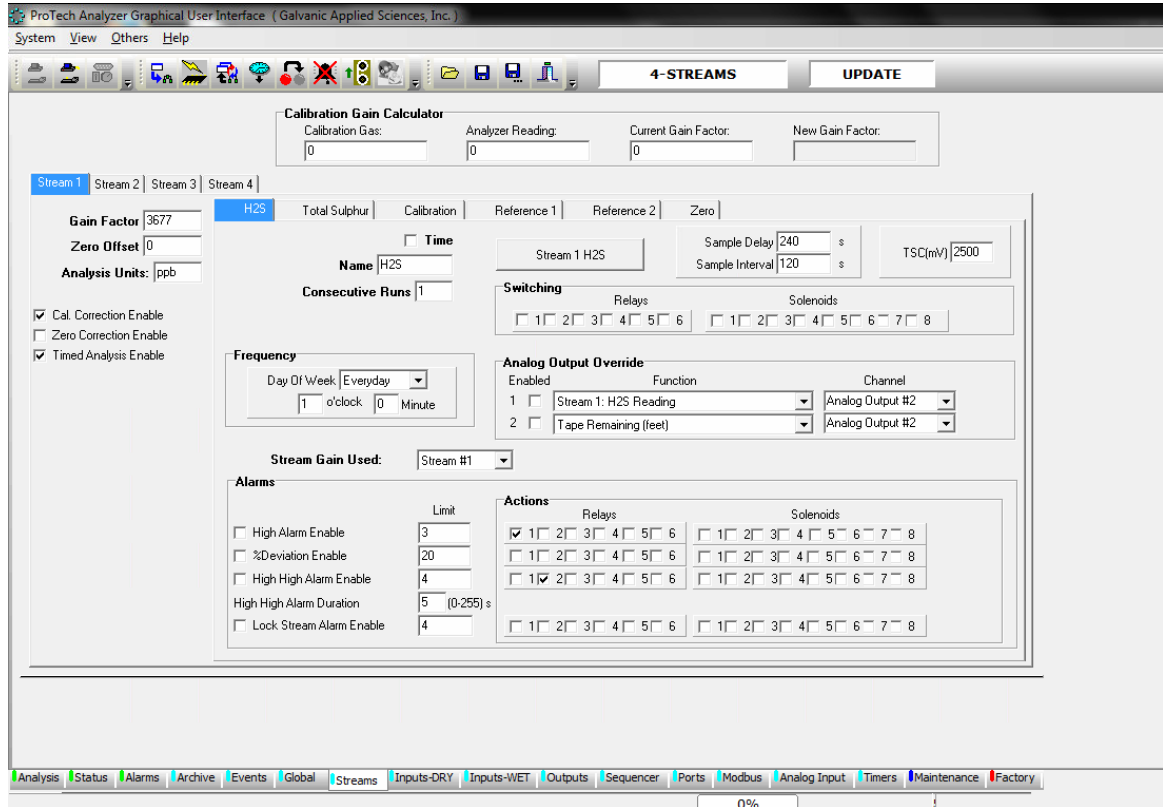 ProTech Analyzer Graphical User Interface ( Galvanic Applied Sciences, Inc. )
System View Others Help
4-STREAMS UPDATE
Calibration Gain Calculator
Calibration Gas: Analyzer Reading: Current Gain Factor: New Gain Factor:
0 0 0
Stream 1 Stream 2 Stream 3 Stream 4
H2S Total Sulphur Calibration Reference 1 Reference 2 Zero
Gain Factor 3677
Zero Offset 0
Analysis Units: ppb
Cal. Correction Enable
Zero Correction Enable
Timed Analysis Enable
Time
Name H2S
Consecutive Runs 1
Stream 1 H2S
Sample Delay 240 s
Sample Interval 120 s
TSC(mV) 2500
Switching
Relays Solenoids
1 2 3 4 5 6 1 2 3 4 5 6 7 8
Frequency
Day Of Week Everyday
1 o'clock 0 Minute
Analog Output Override
Enabled Function Channel
1 Stream 1: H2S Reading Analog Output #2
2 Tape Remaining (feet) Analog Output #2
Stream Gain Used: Stream #1
Alarms
Limit
Actions
Relays Solenoids
High Alarm Enable 3 1 2 3 4 5 6 1 2 3 4 5 6 7 8
%Deviation Enable 20 1 2 3 4 5 6 1 2 3 4 5 6 7 8
High High Alarm Enable 4 1 2 3 4 5 6 1 2 3 4 5 6 7 8
High High Alarm Duration 5 (0-255) s
Lock Stream Alarm Enable 4 1 2 3 4 5 6 1 2 3 4 5 6 7 8
Analysis Status Alarms Archive Events Global Streams Inputs-DRY Inputs-WET Outputs Sequencer Ports Modbus Analog Input Timers Maintenance Factory
0%